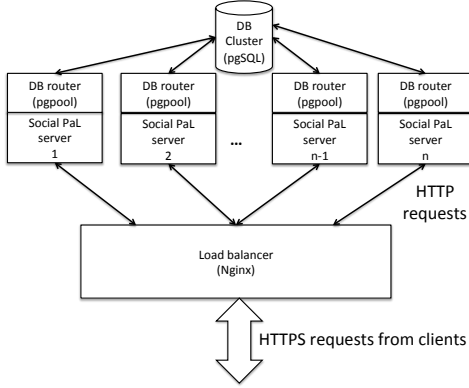 DB
Cluster
(pgSQL)
DB router
(pgpool)
Social PaL
server
1
DB router
(pgpool)
Social PaL
server
2
...
DB router
(pgpool)
Social PaL
server
n-1
DB router
(pgpool)
Social PaL
server
n
HTTP
requests
Load balancer
(Nginx)
HTTPS requests from clients